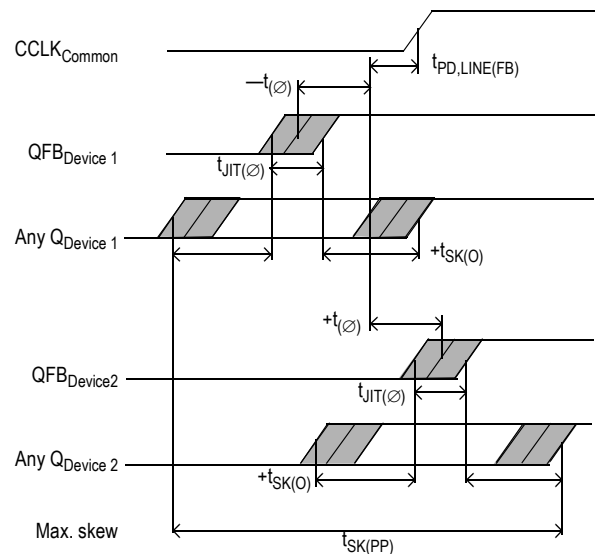 CCLKCommon
tPD,LINE(FB)
—t(∅)
QFBDevice 1
tJIT(∅)
Any QDevice 1
+tSK(O)
+t(∅)
QFBDevice2
tJIT(∅)
Any QDevice 2
+tSK(O)
Max. skew
tSK(PP)